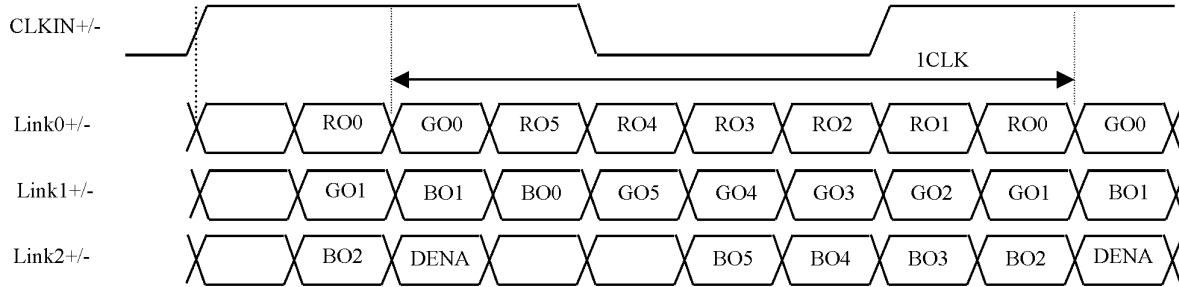 CLKIN+/-
1CLK
Link0+/- RO0 GO0 RO5 RO4 RO3 RO2 RO1 RO0 GO0
Link1+/- GO1 BO1 BO0 GO5 GO4 GO3 GO2 GO1 BO1
Link2+/- BO2 DENA BO5 BO4 BO3 BO2 DENA